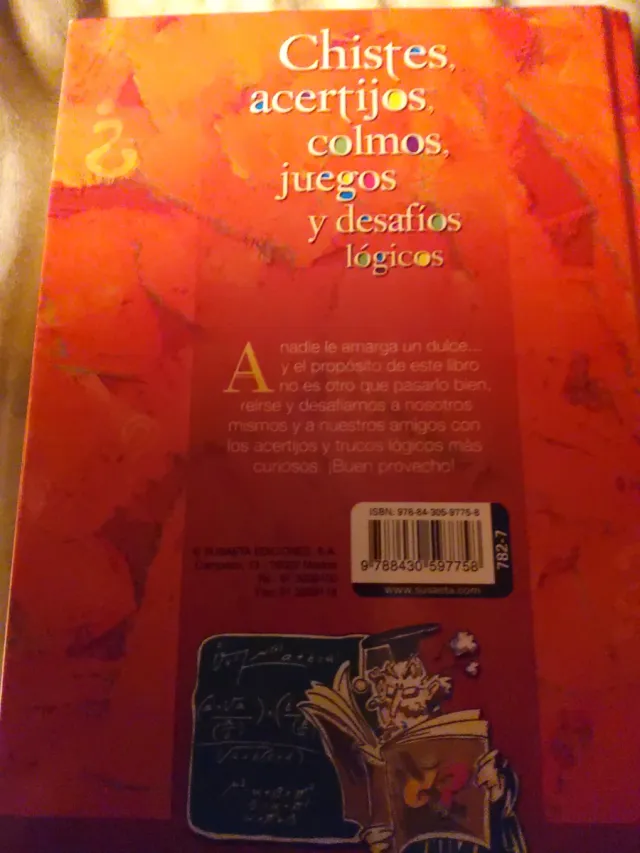 ¿
Chistes,
acertijos,
colmos,
juegos
y desafíos
lógicos
A nadie le amarga un dulce...
y el propósito de este libro
no es otro que pasarlo bien,
reírse y desafiarnos a nosotros
mismos y a nuestros amigos con
los acertijos y trucos lógicos más
curiosos. ¡Buen provecho!
ISBN: 978-84-305-9775-8
9 788430 597758
782-7
www.susaeta.com
© SUSAETA EDICIONES, S.A.
a+b=c
¿?